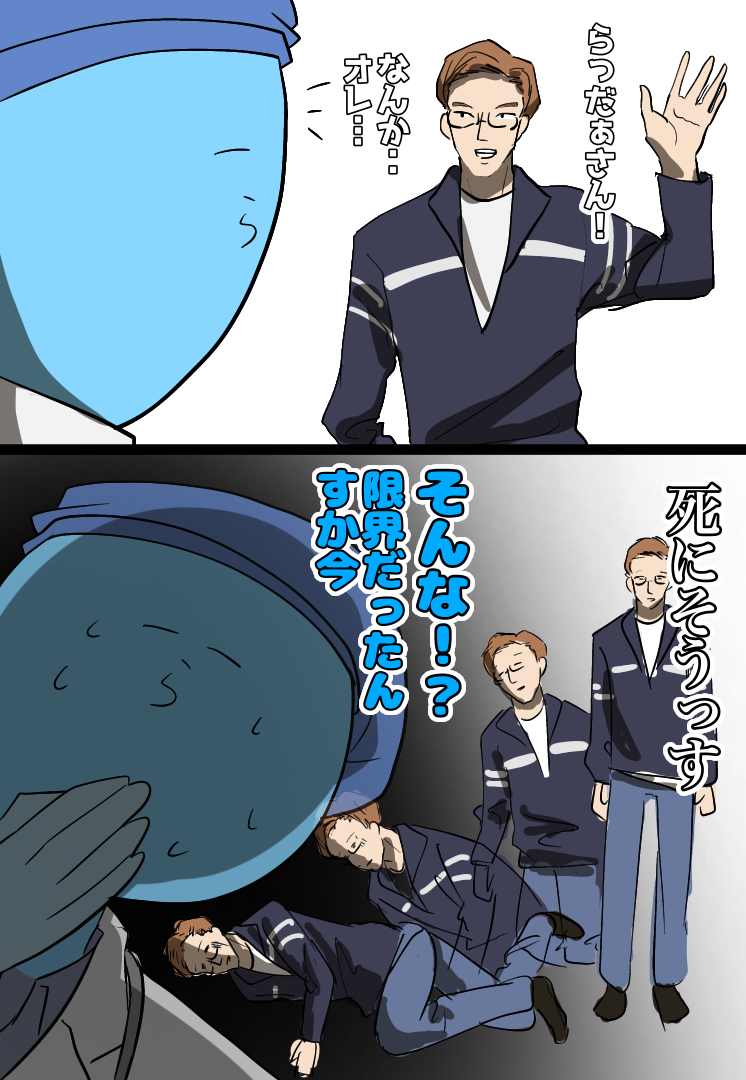 らっだぁさん！
なんか‥
オレ…
死にそうっす
そんな！？
限界だったん
すか今